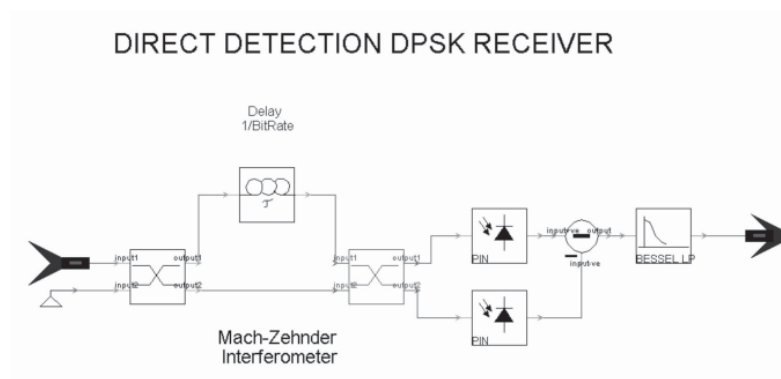 DIRECT DETECTION DPSK RECEIVER
Delay
1/BitRate
τ
input1 output1
input2 output2
input1 output1
input2 output2
PIN
PIN
input+ve output
input-ve
BESSEL LP
Mach-Zehnder
Interferometer